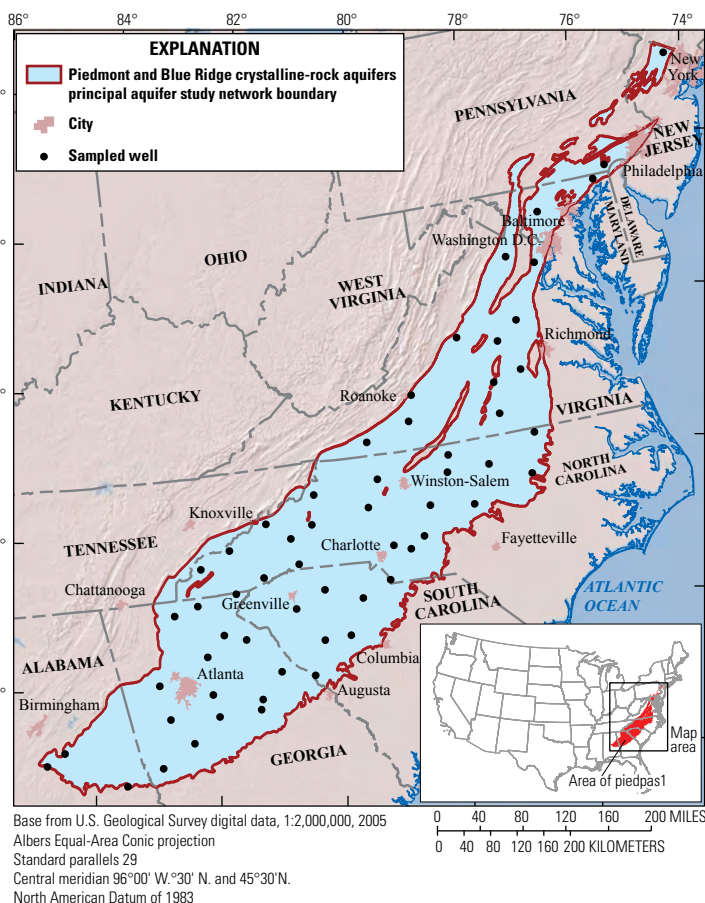 86°
82°
80°
78°
76°
74°
EXPLANATION
Piedmont and Blue Ridge crystalline-rock aquifers
principal aquifer study network boundary
City
Sampled well
New
York
PENNSYLVANIA
NEW
JERSEY
Philadelphia
Baltimore
DELAWARE
MARYLAND
Washington D.C.
OHIO
INDIANA
WEST
VIRGINIA
Richmond
KENTUCKY
Roanoke
VIRGINIA
NORTH
CAROLINA
Winston-Salem
Knoxville
Fayetteville
TENNESSEE
Charlotte
Chattanooga
Greenville
SOUTH
CAROLINA
ATLANTIC
OCEAN
ALABAMA
Columbia
Atlanta
Augusta
Birmingham
GEORGIA
Map
area
Area of piedpas1
Base from U.S. Geological Survey digital data, 1:2,000,000, 2005
Albers Equal-Area Conic projection
Standard parallels 29
Central meridian 96°00' W.°30' N. and 45°30'N.
North American Datum of 1983
0 40 80 120 160 200 MILES
0 40 80 120 160 200 KILOMETERS